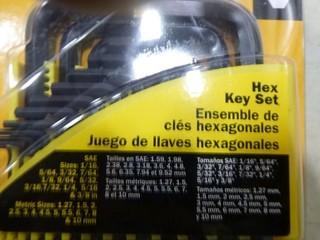 Hex
Key Set
Ensemble de
clés hexagonales
Juego de llaves hexagonales
SAE
Sizes: 1/16,
5/64, 3/32, 7/64,
1/8, 9/64, 5/32,
3/16, 7/32, 1/4, 5/16
& 3/8 in
Metric Sizes: 1.27, 1.5, 2,
2.5, 3, 4, 4.5, 5, 5.5, 6, 7, 8
& 10 mm
Tailles en SAE: 1.59, 1.98,
2.38, 2.8, 3.18, 3.6, 4, 4.8,
5.6, 6.35, 7.94 et 9.52 mm
Tailles métriques: 1.27, 1.5,
2, 2.5, 3, 4, 4.5, 5, 5.5, 6, 7,
8 et 10 mm
Tamaños SAE: 1/16", 5/64,
3/32", 7/64", 1/8", 9/64",
5/32", 3/16", 7/32", 1/4",
5/16" y 3/8"
Tamaños métricos: 1.27 mm,
1.5 mm, 2 mm, 2.5 mm,
3 mm, 4 mm, 4.5 mm, 5 mm,
5.5 mm, 6 mm, 7 mm, 8 mm
y 10 mm